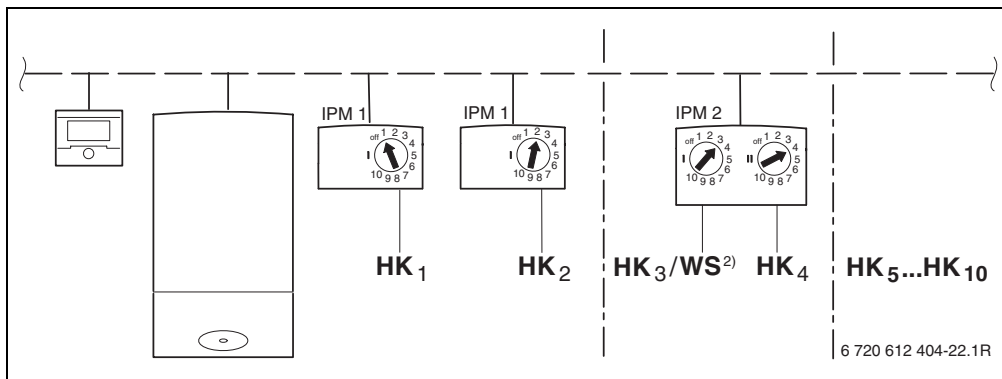 IPM 1
off 1 2 3 4 5 6 7 8 9 10
I
IPM 1
off 1 2 3 4 5 6 7 8 9 10
I
IPM 2
off 1 2 3 4 5 6 7 8 9 10
I
off 1 2 3 4 5 6 7 8 9 10
II
HK1
HK2
HK3/WS2)
HK4
HK5...HK10
6 720 612 404-22.1R